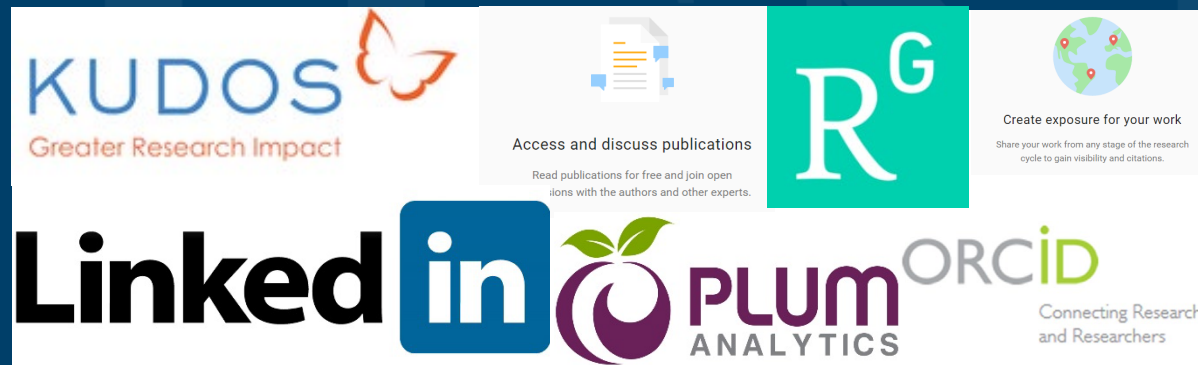 KUDOS
Greater Research Impact
Access and discuss publications
Read publications for free and join open
sions with the authors and other experts.
RG
Create exposure for your work
Share your work from any stage of the research
cycle to gain visibility and citations.
Linked in
PLUM
ANALYTICS
ORCiD
Connecting Research
and Researchers